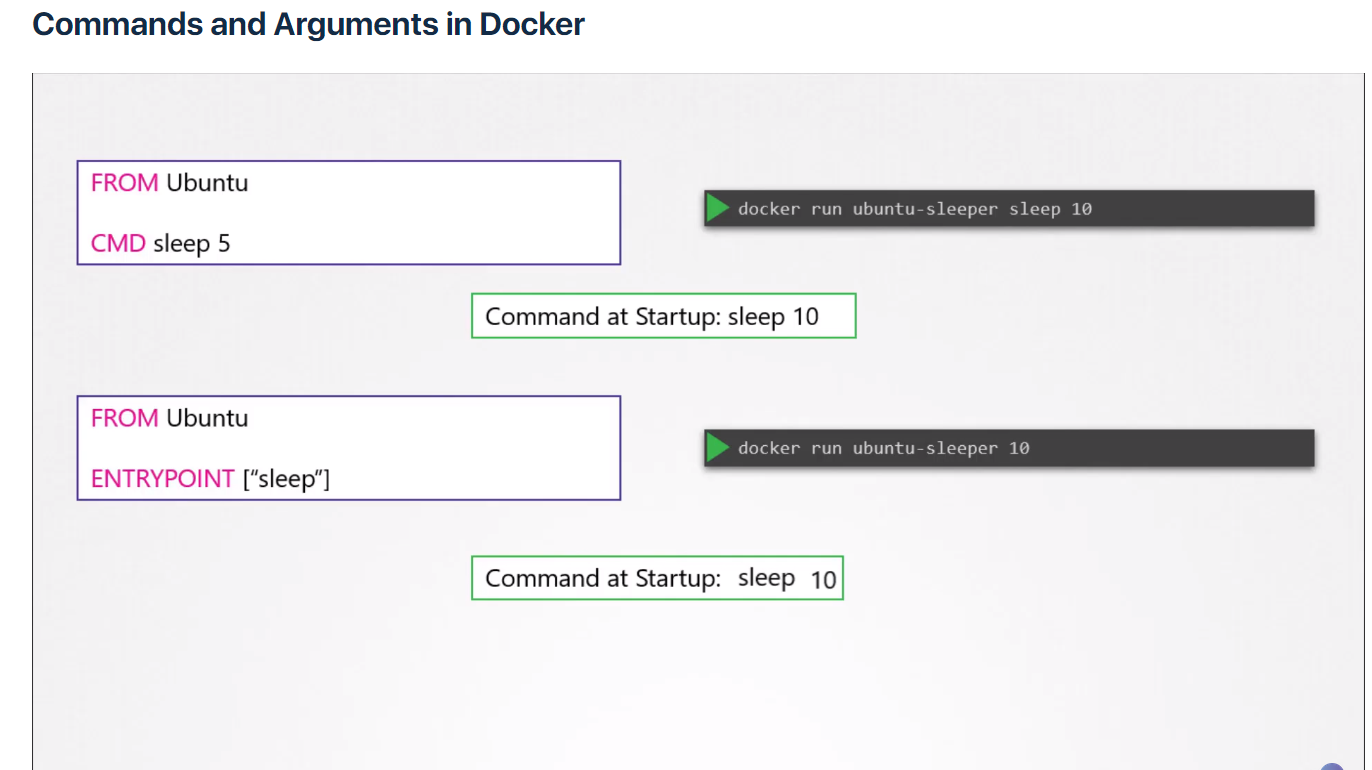 Commands and Arguments in Docker
FROM Ubuntu
CMD sleep 5
docker run ubuntu-sleeper sleep 10
Command at Startup: sleep 10
FROM Ubuntu
ENTRYPOINT [“sleep”]
docker run ubuntu-sleeper 10
Command at Startup: sleep 10